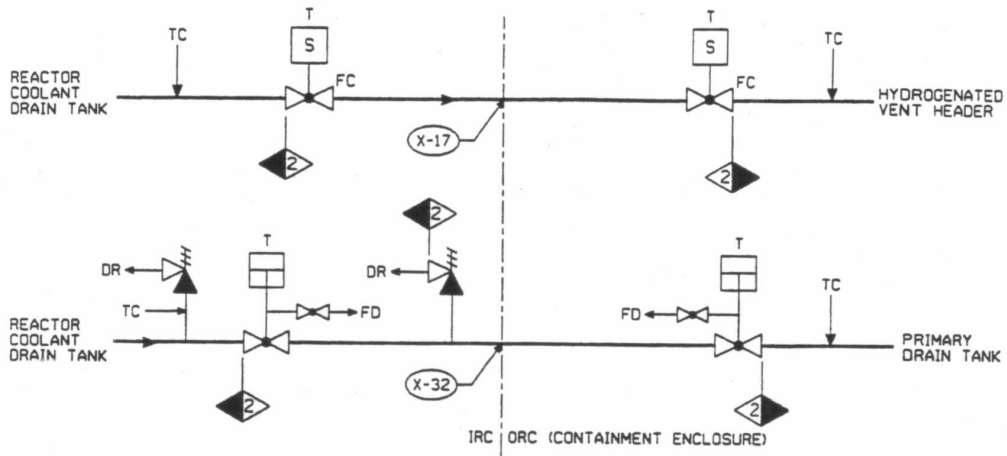 T
T
TC
S
S
TC
REACTOR
COOLANT
DRAIN TANK
FC
FC
HYDROGENATED
VENT HEADER
X-17
2
2
2
T
T
DR
DR
TC
TC
FD
FD
REACTOR
COOLANT
DRAIN TANK
PRIMARY
DRAIN TANK
X-32
2
2
IRC ORC (CONTAINMENT ENCLOSURE)